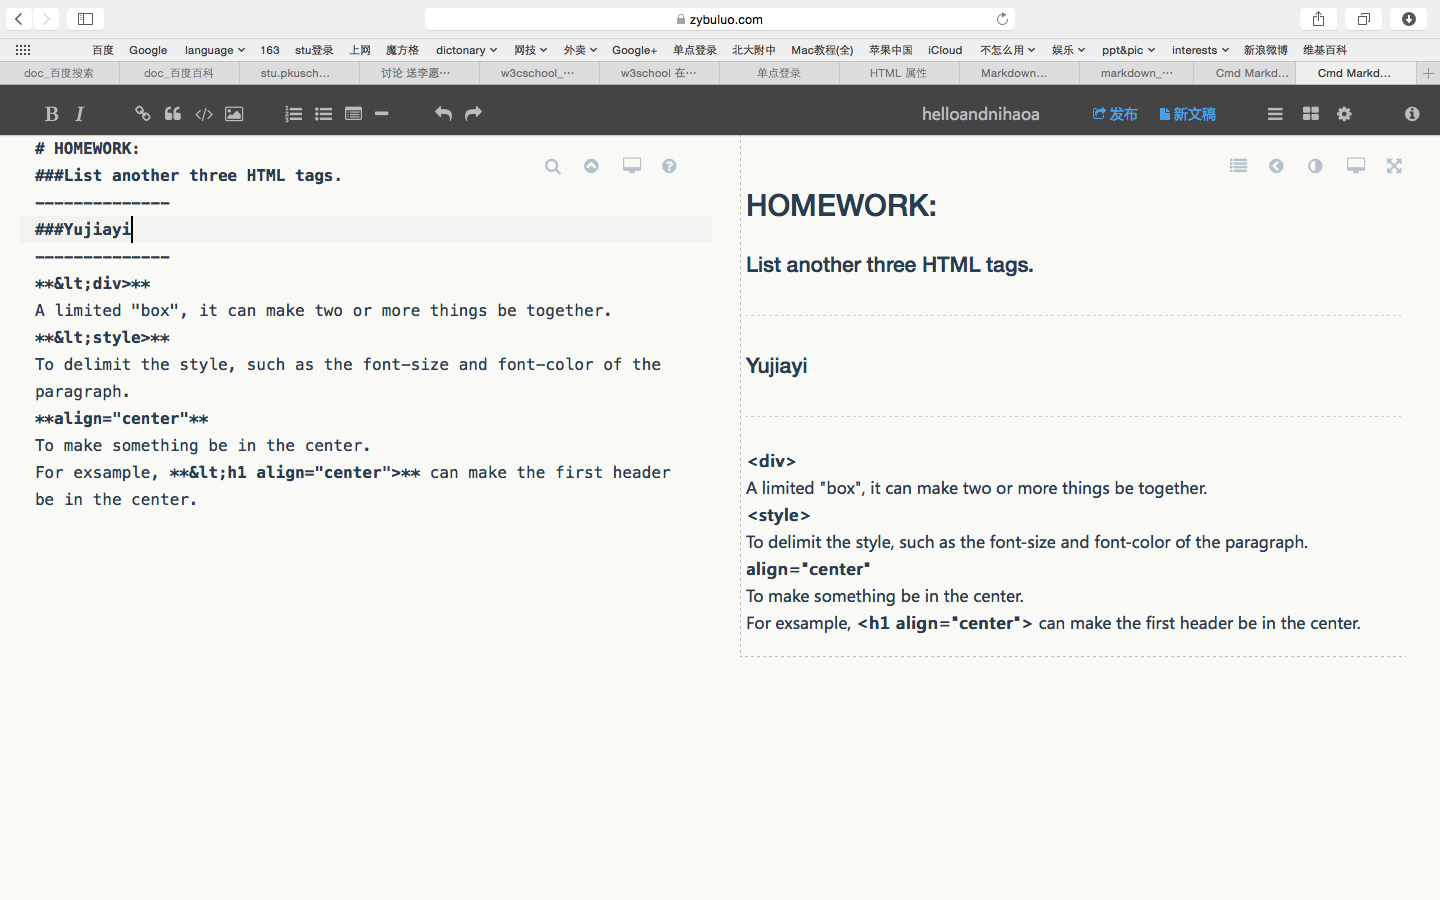 zybuluo.com
百度 Google language 163 stu登录 上网 魔方格 dictonary 网技 外卖 Google+ 单点登录 北大附中 Mac教程(全) 苹果中国 iCloud 不怎么用 娱乐 ppt&pic interests 新浪微博 维基百科
doc_百度搜索 doc_百度百科 stu.pkusch... 讨论 送李愿... w3cschool_... w3school 在... 单点登录 HTML 属性 Markdown... markdown_... Cmd Markd... Cmd Markd...
B I helloandnihaoa 发布 新文稿
# HOMEWORK:
###List another three HTML tags.
--------------
###Yujiayi
--------------
**&lt;div>**
A limited "box", it can make two or more things be together.
**&lt;style>**
To delimit the style, such as the font-size and font-color of the
paragraph.
**align="center"**
To make something be in the center.
For exsample, **&lt;h1 align="center">** can make the first header
be in the center.
HOMEWORK:
List another three HTML tags.
Yujiayi
<div>
A limited "box", it can make two or more things be together.
<style>
To delimit the style, such as the font-size and font-color of the paragraph.
align="center"
To make something be in the center.
For exsample, <h1 align="center"> can make the first header be in the center.